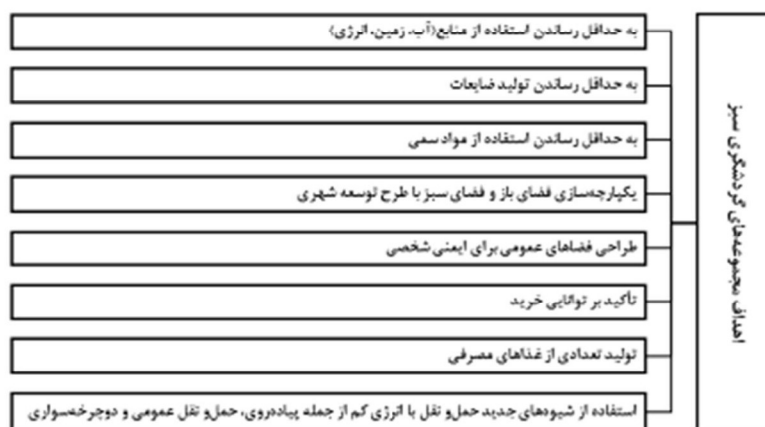 اهداف مجموعه‌های گردشگری سبز
به حداقل رساندن استفاده از منابع(آب، زمین، انرژی)
به حداقل رساندن تولید ضایعات
به حداقل رساندن استفاده از مواد سمی
یکپارچه‌سازی فضای باز و فضای سبز با طرح توسعه شهری
طراحی فضاهای عمومی برای ایمنی شخصی
تأکید بر توانایی خرید
تولید تعدادی از غذاهای مصرفی
استفاده از شیوه‌های جدید حمل‌و نقل با انرژی کم از جمله پیاده‌روی، حمل‌و نقل عمومی و دوچرخه‌سواری